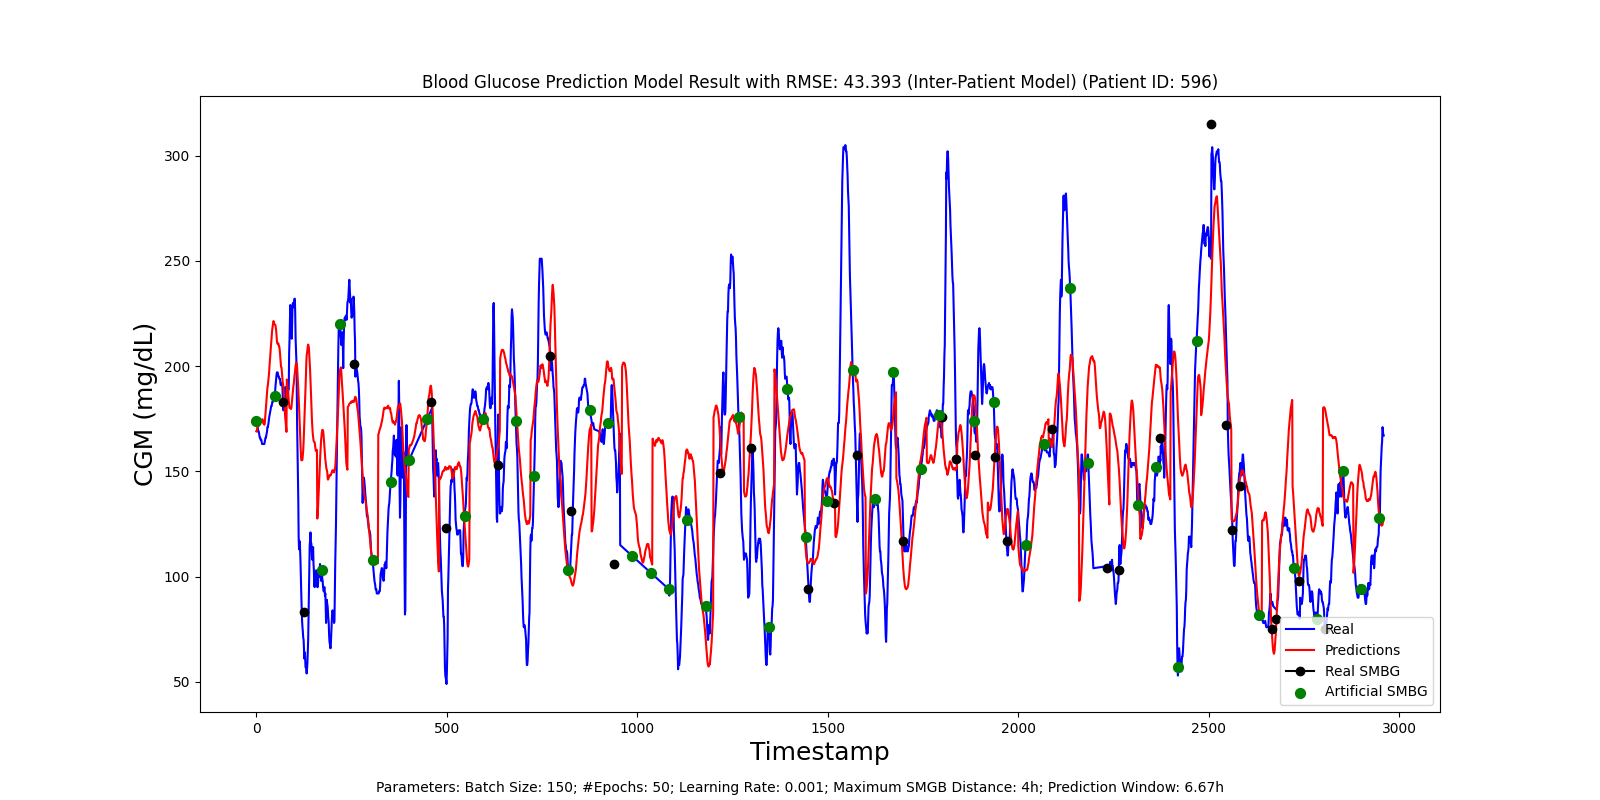 Blood Glucose Prediction Model Result with RMSE: 43.393 (Inter-Patient Model) (Patient ID: 596)
CGM (mg/dL)
300
250
200
150
100
50
0 500 1000 1500 2000 2500 3000
Timestamp
Real
Predictions
Real SMBG
Artificial SMBG
Parameters: Batch Size: 150; #Epochs: 50; Learning Rate: 0.001; Maximum SMGB Distance: 4h; Prediction Window: 6.67h